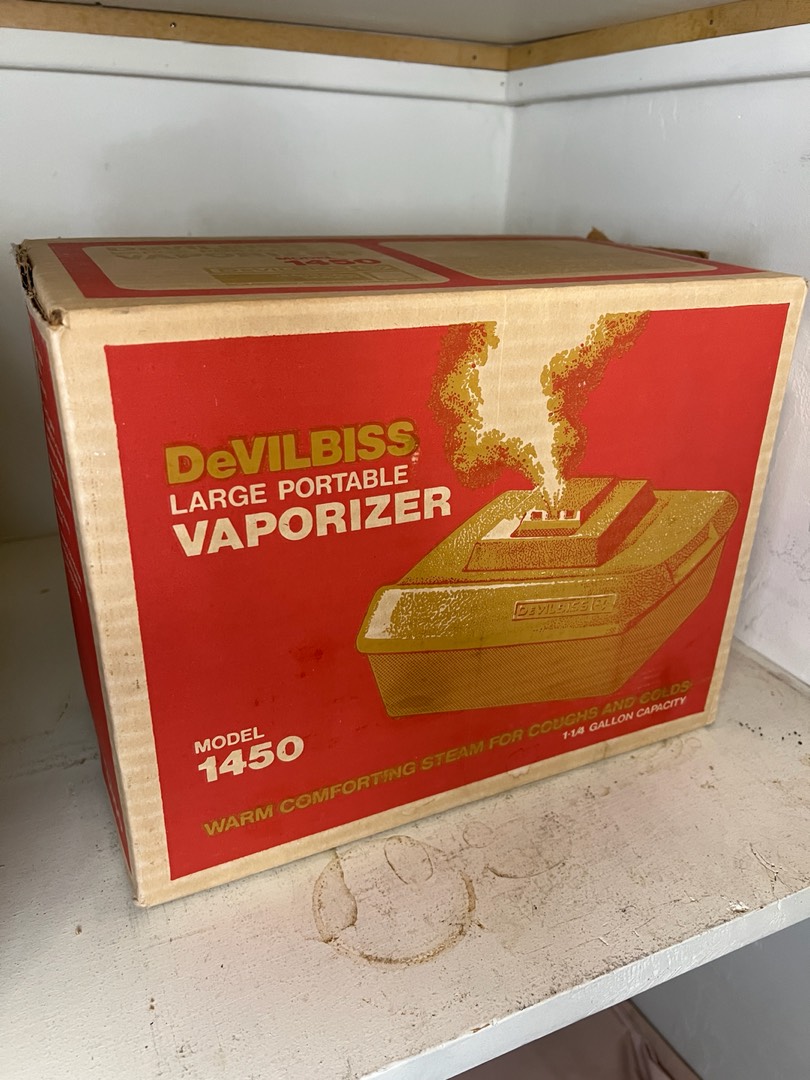 1450
DeVILBISS
LARGE PORTABLE
VAPORIZER
DeVILBISS
MODEL
1450
WARM COMFORTING STEAM FOR COUGHS AND COLDS
1-1/4 GALLON CAPACITY